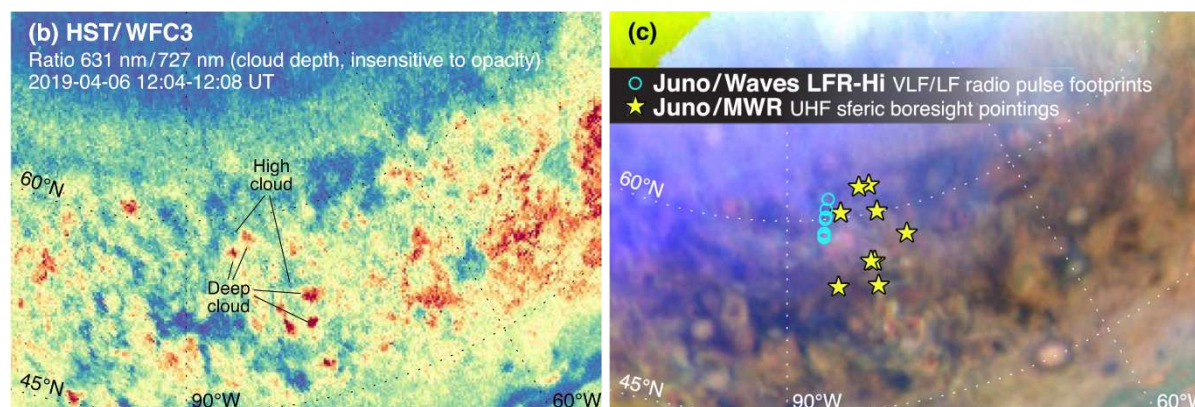 (b) HST/WFC3
Ratio 631 nm/727 nm (cloud depth, insensitive to opacity)
2019-04-06 12:04-12:08 UT
High
cloud
Deep
cloud
60°N
45°N
90°W
60°W
(c)
Juno/Waves LFR-Hi VLF/LF radio pulse footprints
Juno/MWR UHF sferic boresight pointings
60°N
45°N
90°W
60°W